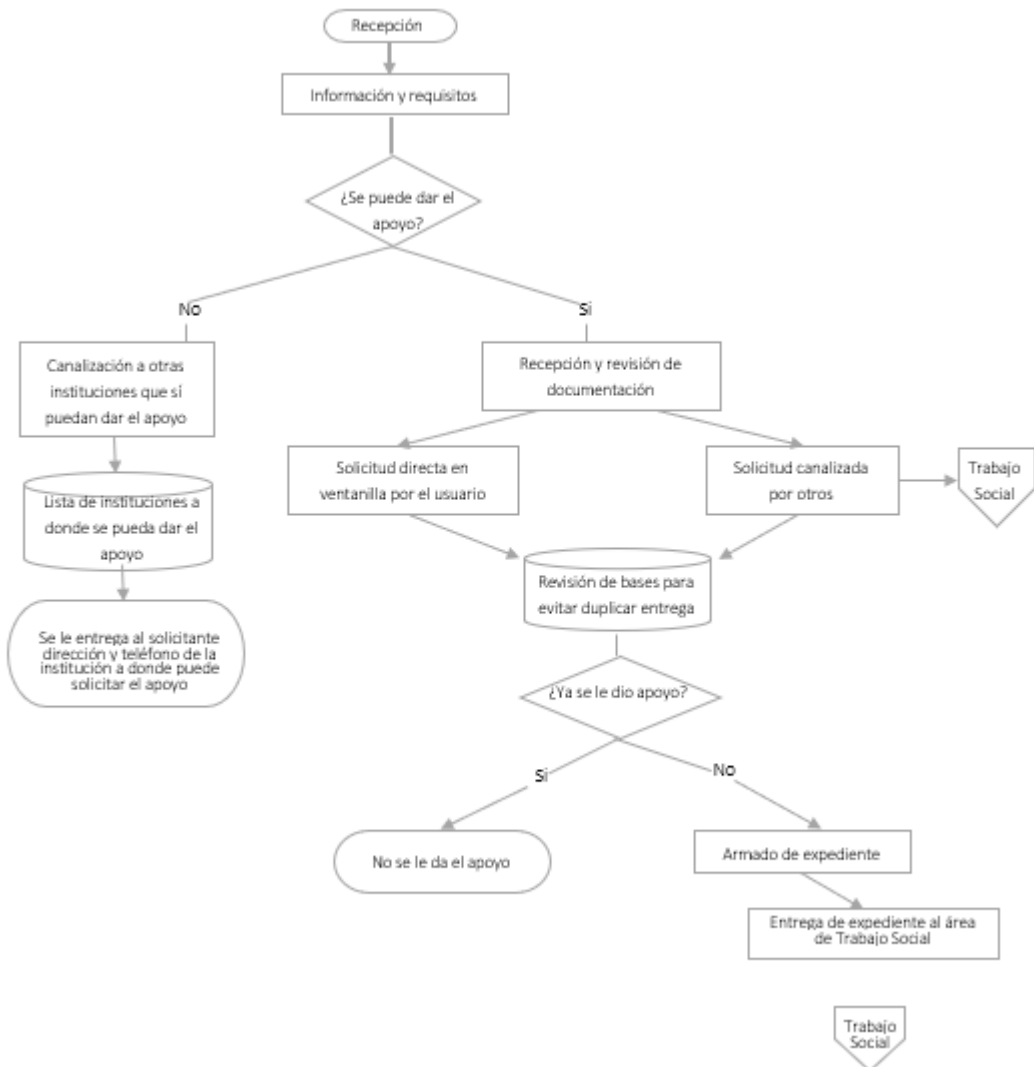 Recepción
Información y requisitos
¿Se puede dar el
apoyo?
No
Si
Canalización a otras
instituciones que sí
puedan dar el apoyo
Recepción y revisión de
documentación
Solicitud directa en
ventanilla por el usuario
Solicitud canalizada
por otros
Trabajo
Social
Lista de instituciones a
donde se pueda dar el
apoyo
Revisión de bases para
evitar duplicar entrega
Se le entrega al solicitante
dirección y teléfono de la
institución a donde puede
solicitar el apoyo
¿Ya se le dio apoyo?
Si
No
No se le da el apoyo
Armado de expediente
Entrega de expediente al área
de Trabajo Social
Trabajo
Social